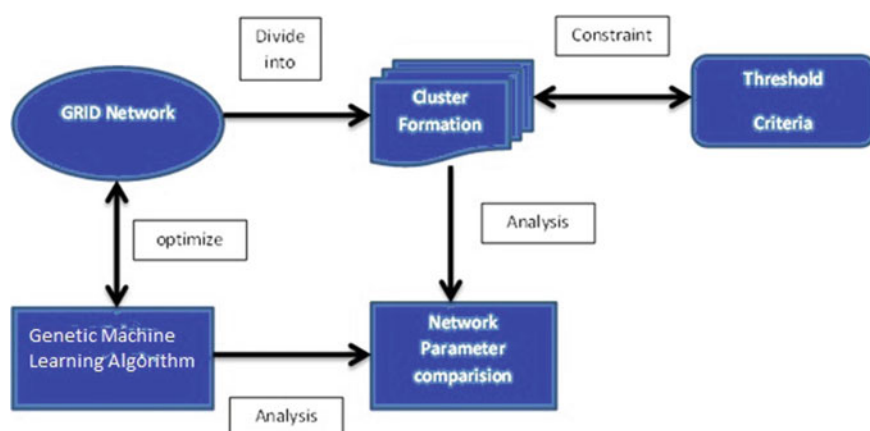 Divide
into
Constraint
GRID Network
Cluster
Formation
Threshold
Criteria
optimize
Analysis
Genetic Machine
Learning Algorithm
Network
Parameter
comparision
Analysis